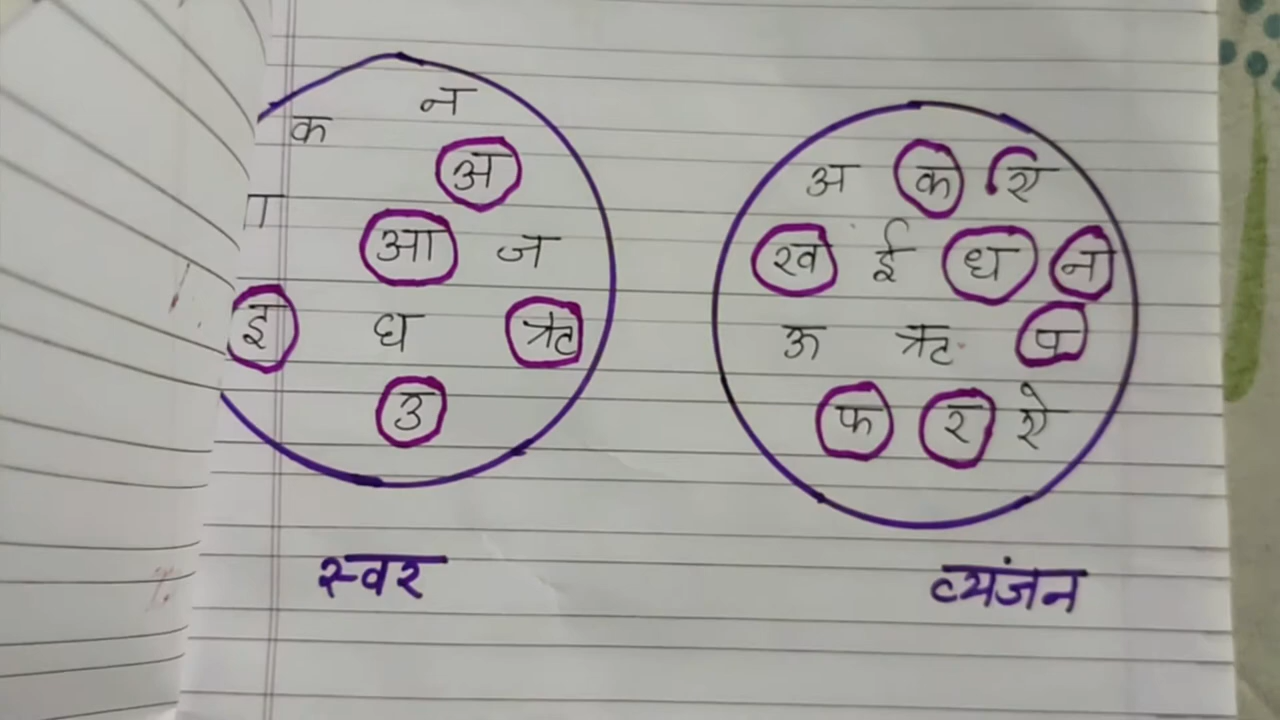 न
क
अ
आ ज
इ ध ऋ
उ
स्वर
अ क
ख ई ध न
ऊ ऋ प
फ र ऐ
व्यंजन